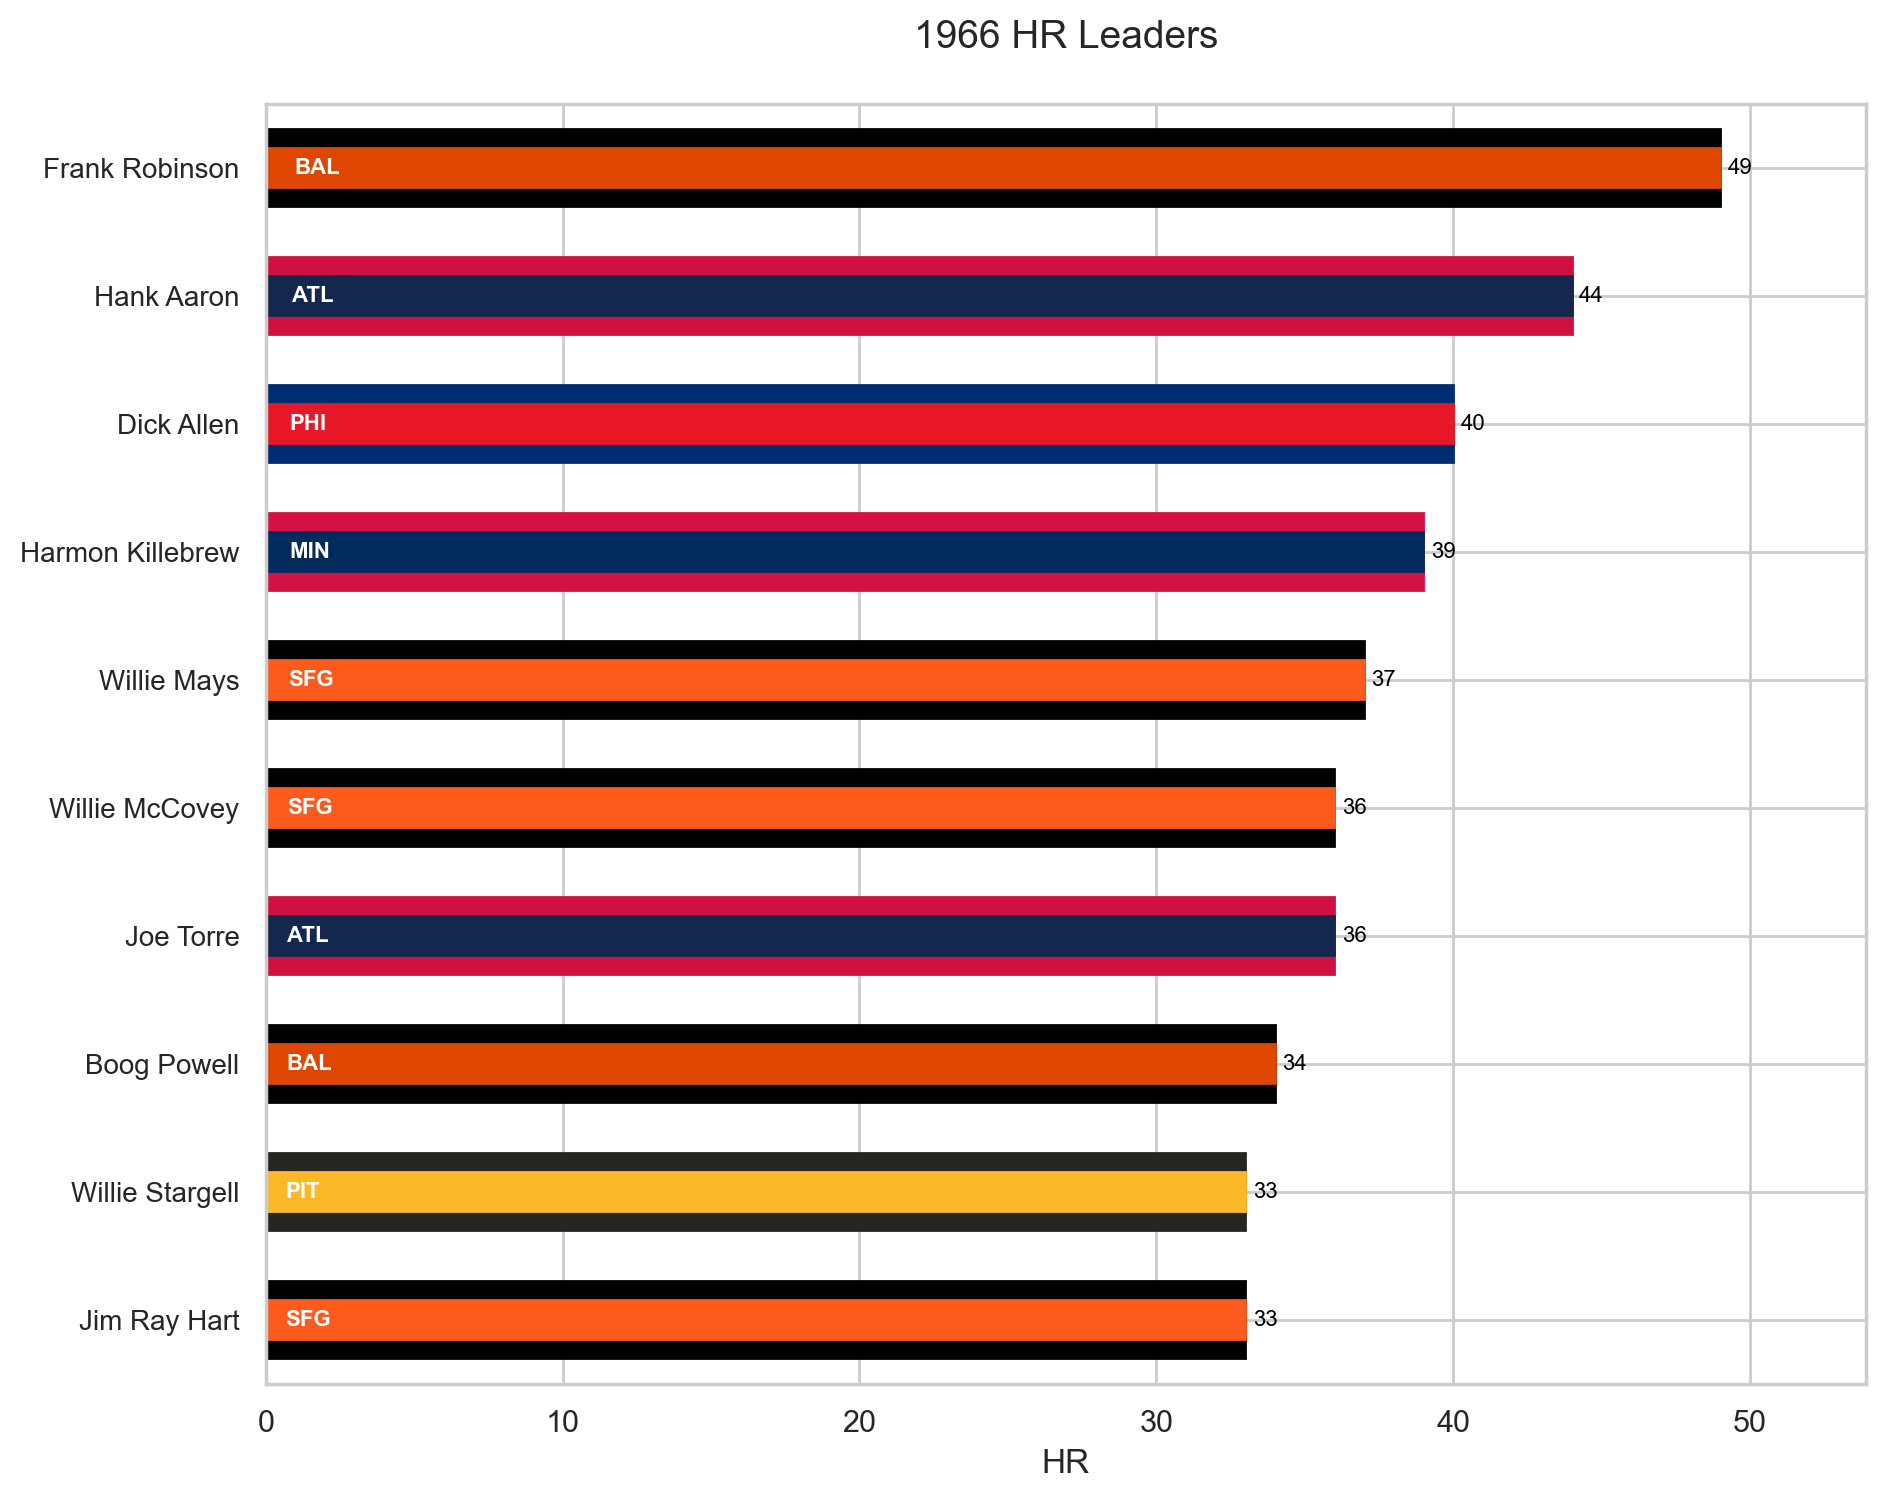 1966 HR Leaders
Frank Robinson BAL 49
Hank Aaron ATL 44
Dick Allen PHI 40
Harmon Killebrew MIN 39
Willie Mays SFG 37
Willie McCovey SFG 36
Joe Torre ATL 36
Boog Powell BAL 34
Willie Stargell PIT 33
Jim Ray Hart SFG 33
0 10 20 30 40 50
HR